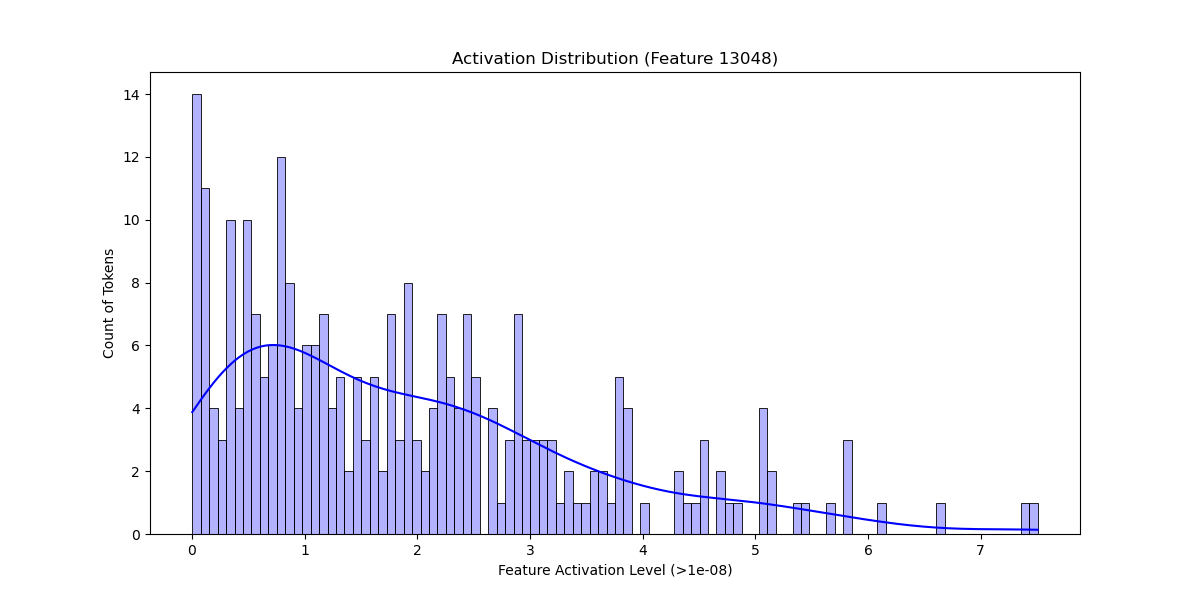 Activation Distribution (Feature 13048)
Count of Tokens
14
12
10
8
6
4
2
0
0 1 2 3 4 5 6 7
Feature Activation Level (>1e-08)